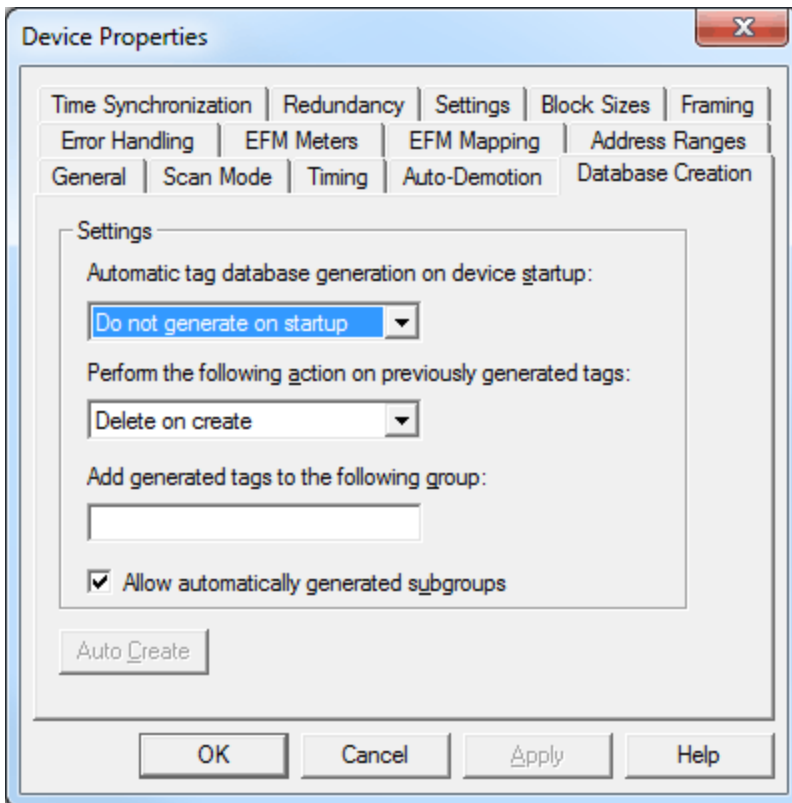 Device Properties
Time Synchronization Redundancy Settings Block Sizes Framing
Error Handling EFM Meters EFM Mapping Address Ranges
General Scan Mode Timing Auto-Demotion Database Creation
Settings
Automatic tag database generation on device startup:
Do not generate on startup
Perform the following action on previously generated tags:
Delete on create
Add generated tags to the following group:
Allow automatically generated subgroups
Auto Create
OK Cancel Apply Help